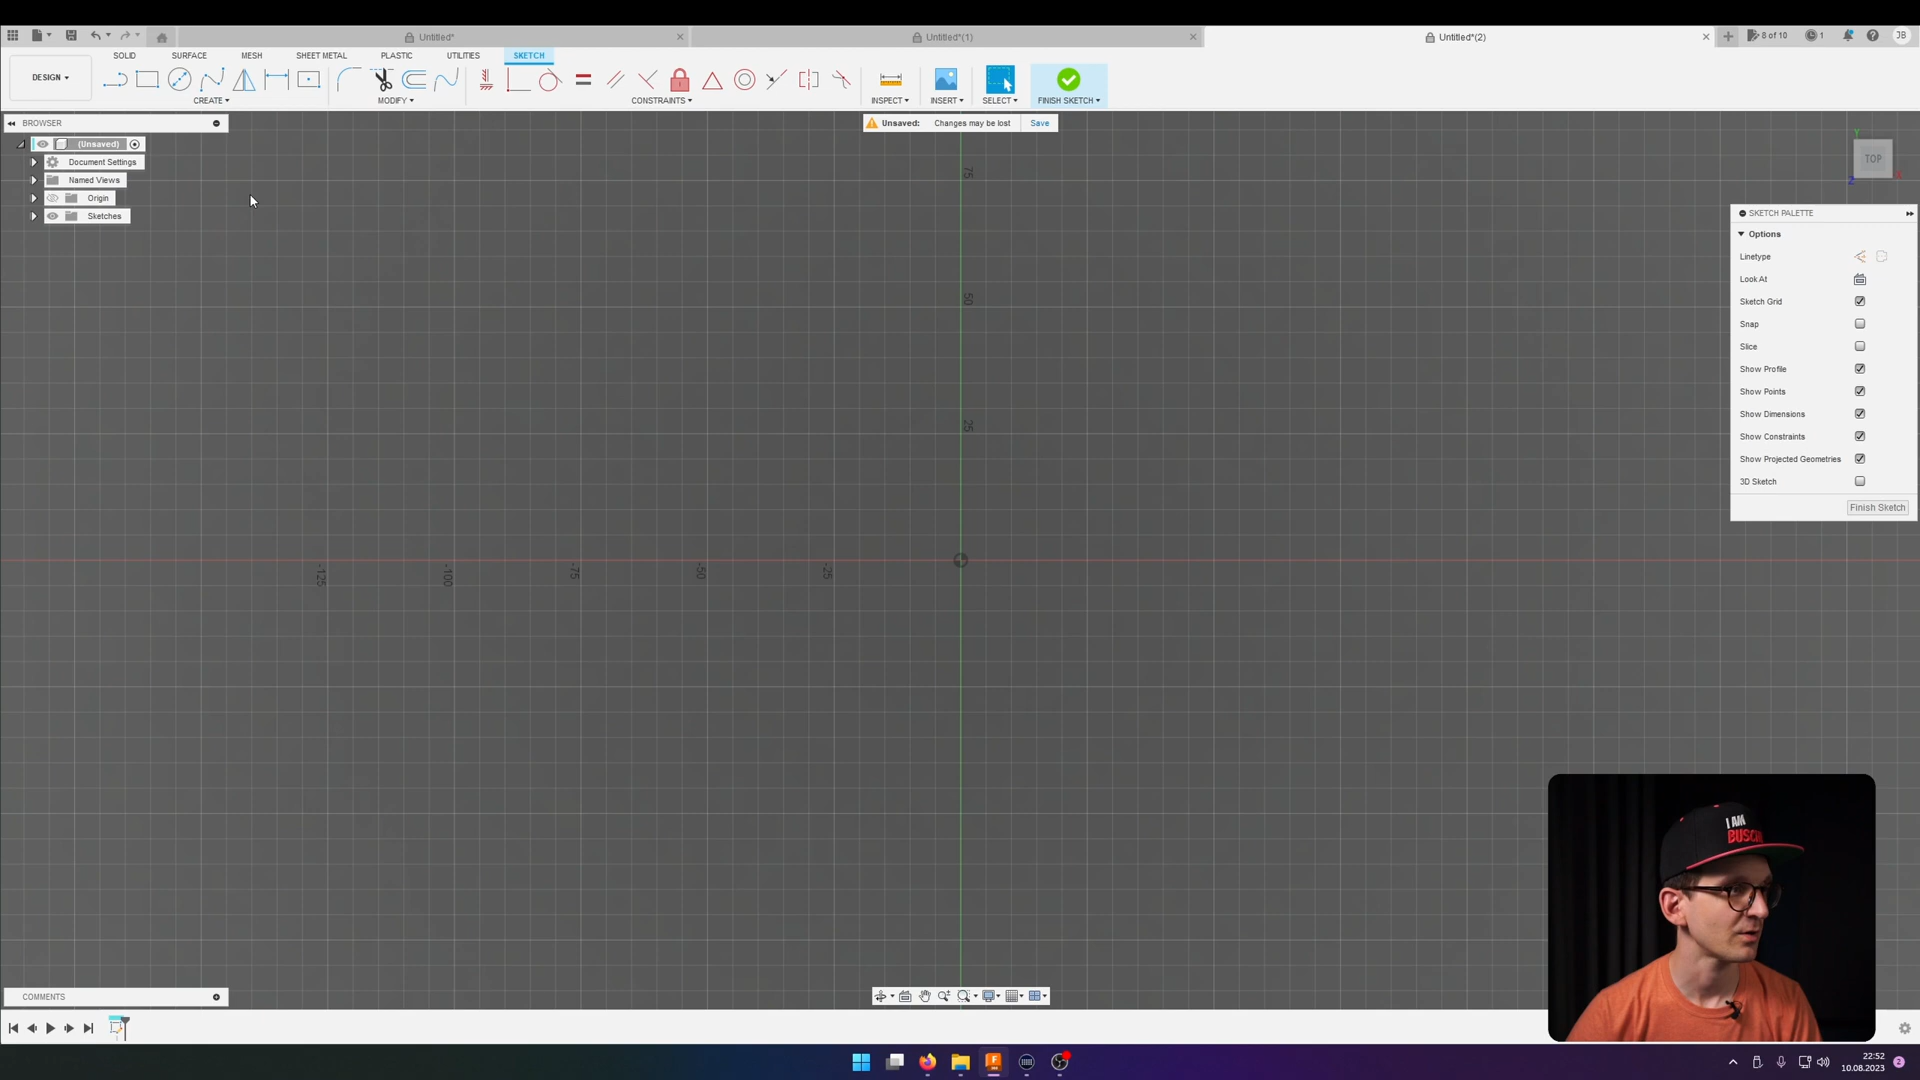 Untitled*
Untitled*(1)
Untitled*(2)
8 of 10
1
JB
SOLID
SURFACE
MESH
SHEET METAL
PLASTIC
UTILITIES
SKETCH
DESIGN
CREATE
MODIFY
CONSTRAINTS
INSPECT
INSERT
SELECT
FINISH SKETCH
BROWSER
Unsaved: Changes may be lost Save
(Unsaved)
Document Settings
Named Views
Origin
Sketches
Y
TOP
Z
X
75
50
25
-125
-100
-75
-50
-25
SKETCH PALETTE
Options
Linetype
Look At
Sketch Grid
Snap
Slice
Show Profile
Show Points
Show Dimensions
Show Constraints
Show Projected Geometries
3D Sketch
Finish Sketch
I AM
COMMENTS
22:52
10.08.2023
2